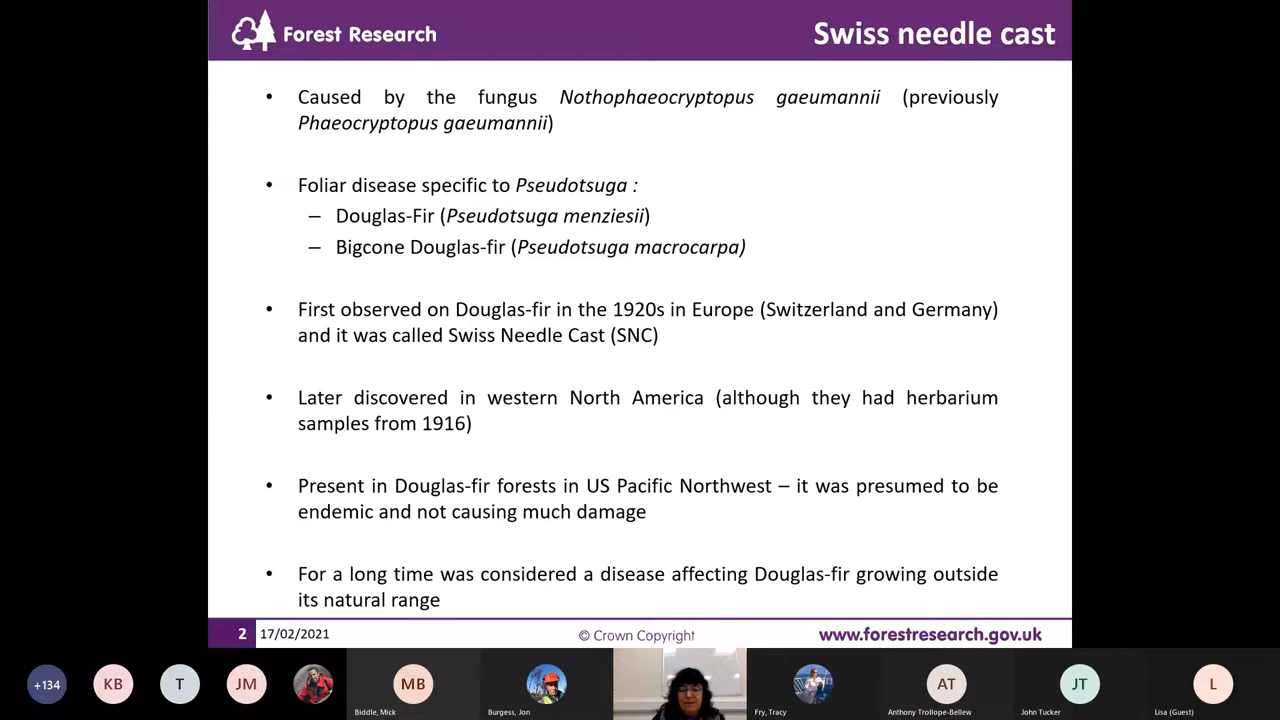 Forest Research
Swiss needle cast
• Caused by the fungus Nothophaeocryptopus gaeumannii (previously
Phaeocryptopus gaeumannii)
• Foliar disease specific to Pseudotsuga :
– Douglas-Fir (Pseudotsuga menziesii)
– Bigcone Douglas-fir (Pseudotsuga macrocarpa)
• First observed on Douglas-fir in the 1920s in Europe (Switzerland and Germany)
and it was called Swiss Needle Cast (SNC)
• Later discovered in western North America (although they had herbarium
samples from 1916)
• Present in Douglas-fir forests in US Pacific Northwest – it was presumed to be
endemic and not causing much damage
• For a long time was considered a disease affecting Douglas-fir growing outside
its natural range
2 17/02/2021
© Crown Copyright
www.forestresearch.gov.uk
+134
KB
T
JM
MB
AT
JT
L
Biddle, Mick
Burgess, Jon
Fry, Tracy
Anthony Trollope-Bellew
John Tucker
Lisa (Guest)